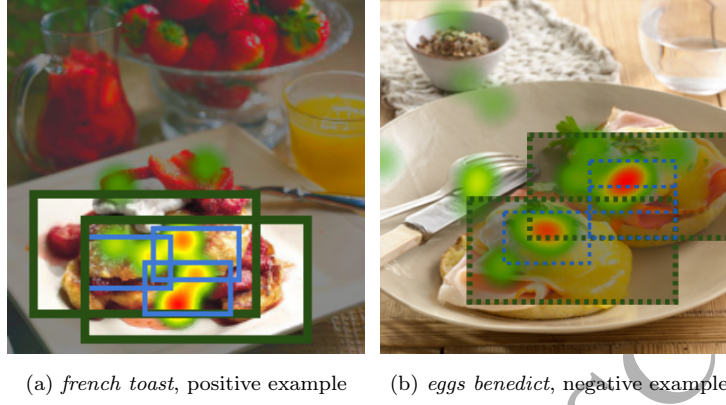 (a) french toast, positive example
(b) eggs benedict, negative example